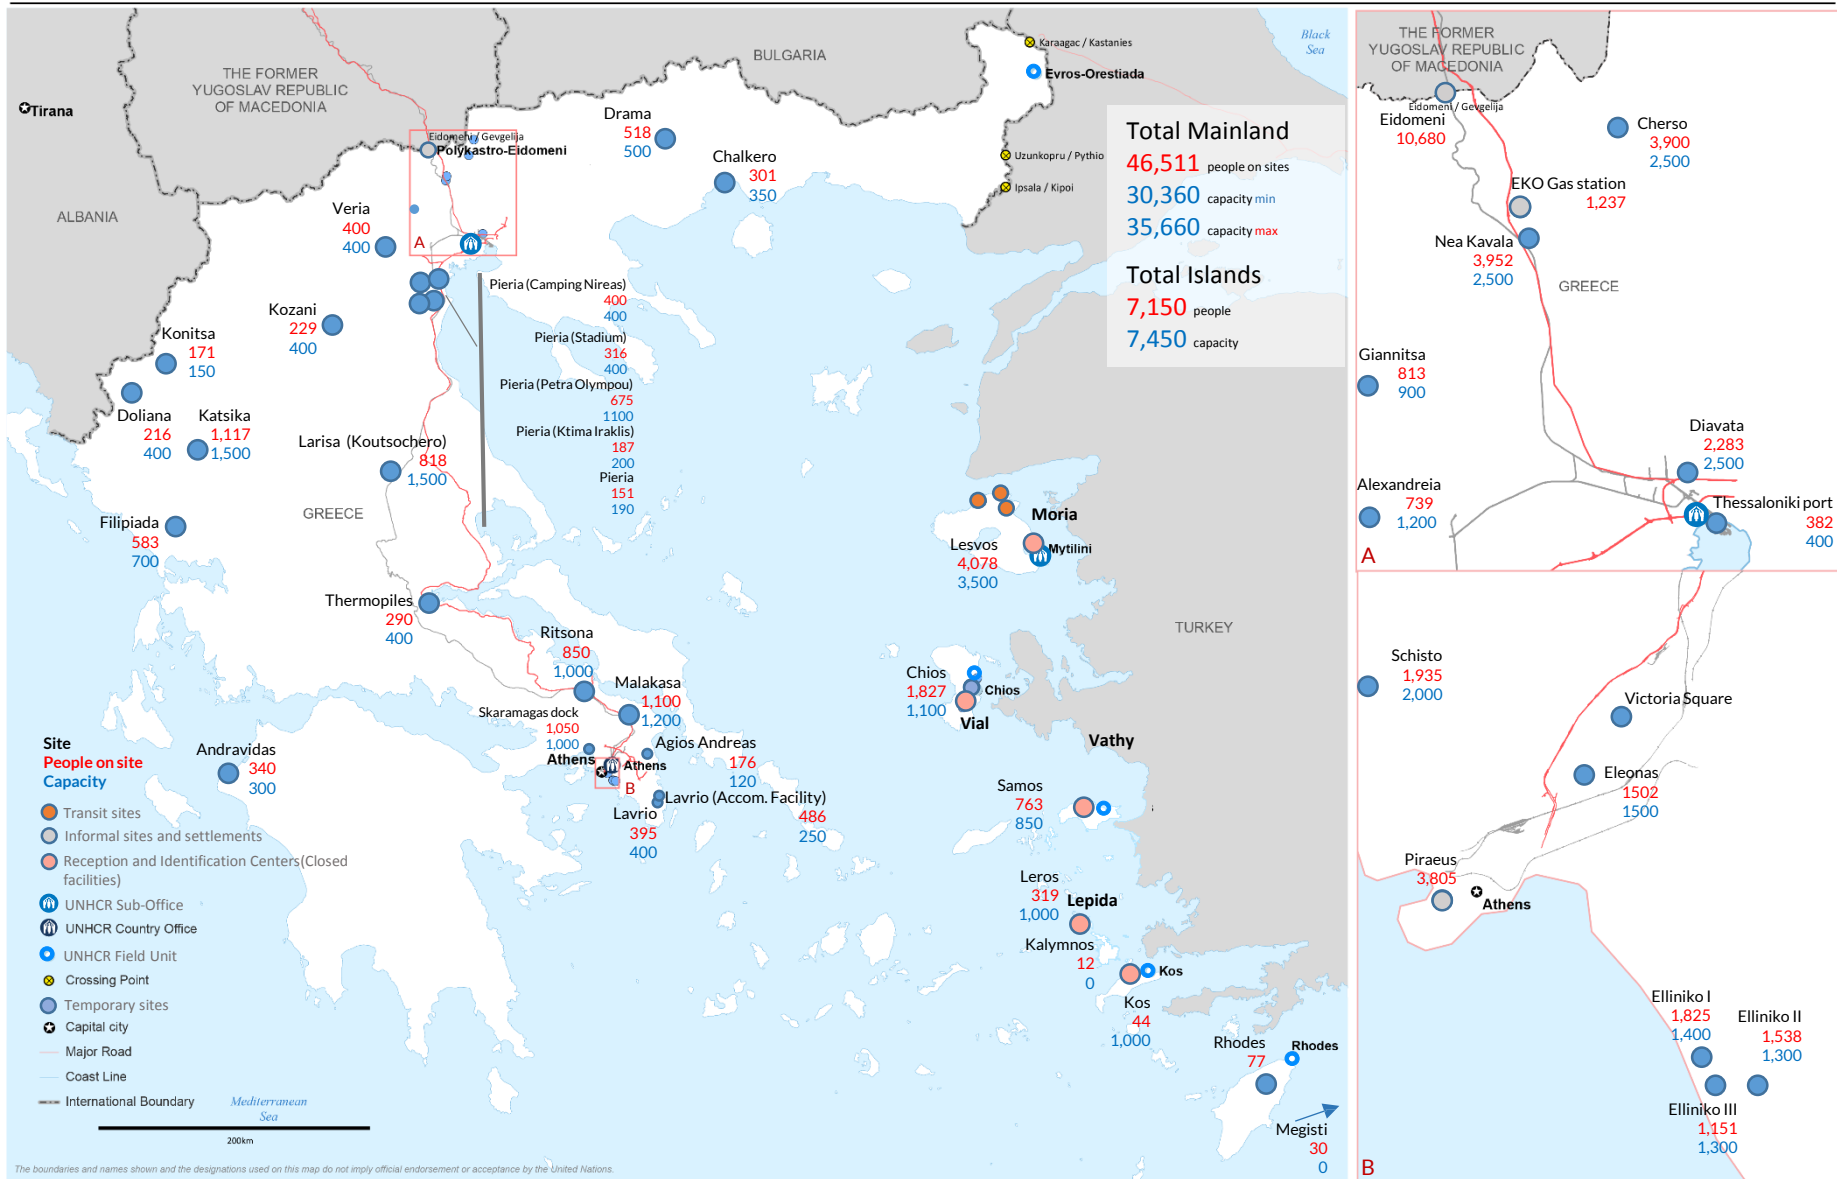 THE FORMER
YUGOSLAV REPUBLIC
OF MACEDONIA
BULGARIA
Black
Sea
Tirana
ALBANIA
Karaagac / Kastanies
Evros-Orestiada
Uzunkopru / Pythio
Ipsala / Kipoi
Eidomeni / Gevgelija
Polykastro-Eidomeni
A
Drama
518
500
Chalkero
301
350
Veria
400
400
Total Mainland
46,511 people on sites
30,360 capacity min
35,660 capacity max
Total Islands
7,150 people
7,450 capacity
Kozani
229
400
Konitsa
171
150
Doliana
216
400
Katsika
1,117
1,500
Pieria (Camping Nireas)
400
400
Pieria (Stadium)
316
400
Pieria (Petra Olympou)
675
1100
Pieria (Ktima Iraklis)
187
200
Pieria
151
190
Larisa (Koutsochero)
818
1,500
GREECE
Filipiada
583
700
Thermopiles
290
400
Ritsona
850
1,000
Malakasa
1,100
1,200
Skaramagas dock
1,050
1,000
Agios Andreas
176
120
Athens
Athens
B
Lavrio (Accom. Facility)
486
250
Lavrio
395
400
Andravidas
340
300
Moria
Mytilini
Lesvos
4,078
3,500
TURKEY
Chios
1,827
1,100
Chios
Vial
Vathy
Samos
763
850
Leros
319
1,000
Lepida
Kalymnos
12
0
Kos
Kos
44
1,000
Rhodes
77
Rhodes
Megisti
30
0
Site
People on site
Capacity
Transit sites
Informal sites and settlements
Reception and Identification Centers(Closed
facilities)
UNHCR Sub-Office
UNHCR Country Office
UNHCR Field Unit
Crossing Point
Temporary sites
Capital city
Major Road
Coast Line
International Boundary
Mediterranean
Sea
200km
The boundaries and names shown and the designations used on this map do not imply official endorsement or acceptance by the United Nations.
THE FORMER
YUGOSLAV REPUBLIC
OF MACEDONIA
Eidomeni / Gevgelija
Eidomeni
10,680
Cherso
3,900
2,500
EKO Gas station
1,237
Nea Kavala
3,952
2,500
GREECE
Giannitsa
813
900
Diavata
2,283
2,500
Alexandreia
739
1,200
Thessaloniki port
382
400
A
Schisto
1,935
2,000
Victoria Square
Eleonas
1502
1500
Piraeus
3,805
Athens
Elliniko I
1,825
1,400
Elliniko II
1,538
1,300
Elliniko III
1,151
1,300
B